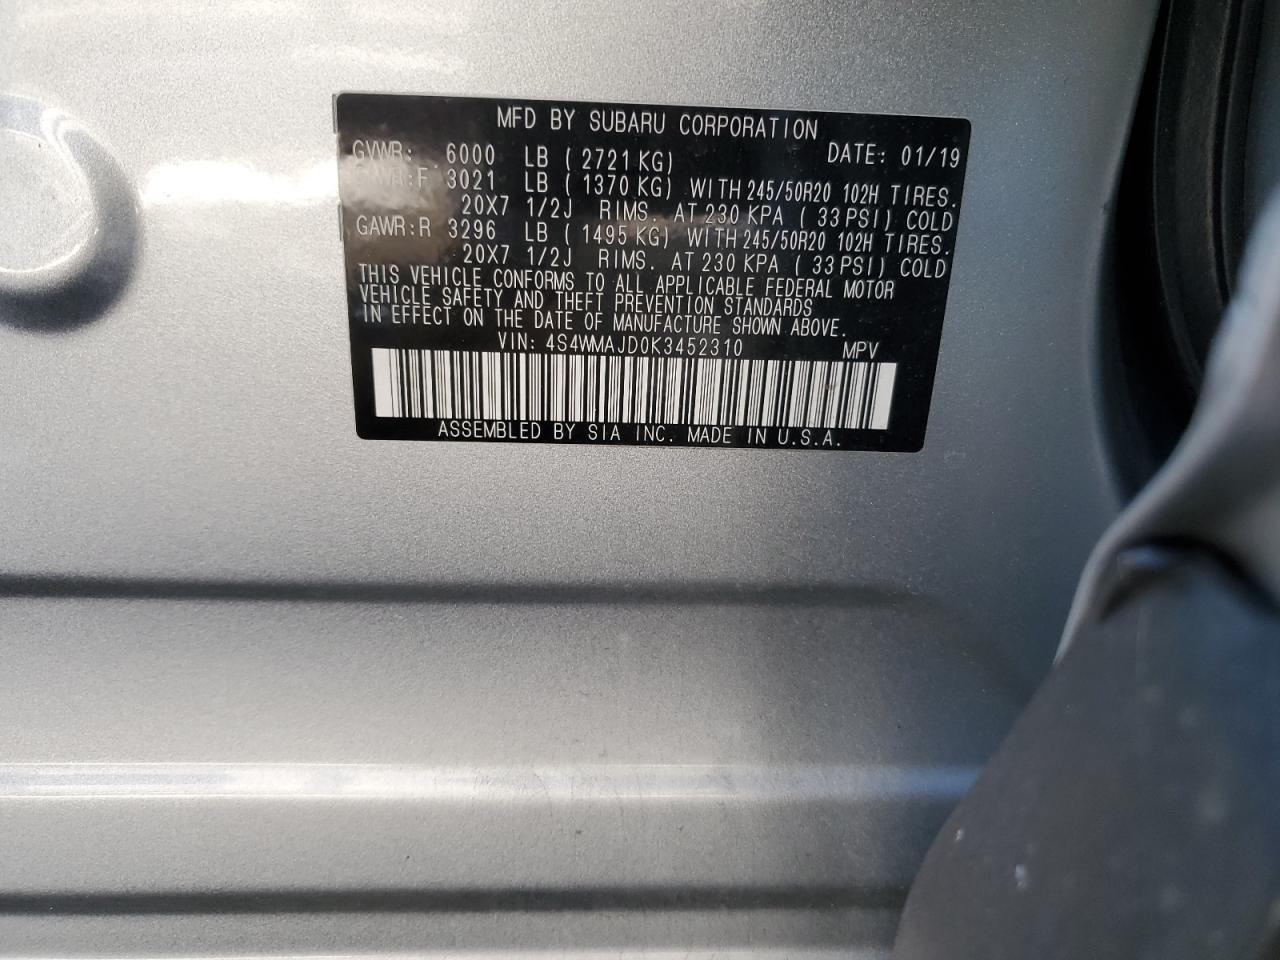 MFD BY SUBARU CORPORATION
GVWR: 6000 LB ( 2721 KG) DATE: 01/19
GAWR:F 3021 LB ( 1370 KG) WITH 245/50R20 102H TIRES.
20X7 1/2J RIMS. AT 230 KPA ( 33 PSI) COLD
GAWR:R 3296 LB ( 1495 KG) WITH 245/50R20 102H TIRES.
20X7 1/2J RIMS. AT 230 KPA ( 33 PSI) COLD
THIS VEHICLE CONFORMS TO ALL APPLICABLE FEDERAL MOTOR
VEHICLE SAFETY AND THEFT PREVENTION STANDARDS
IN EFFECT ON THE DATE OF MANUFACTURE SHOWN ABOVE.
VIN: 4S4WMAJD0K3452310 MPV
ASSEMBLED BY SIA INC. MADE IN U.S.A.